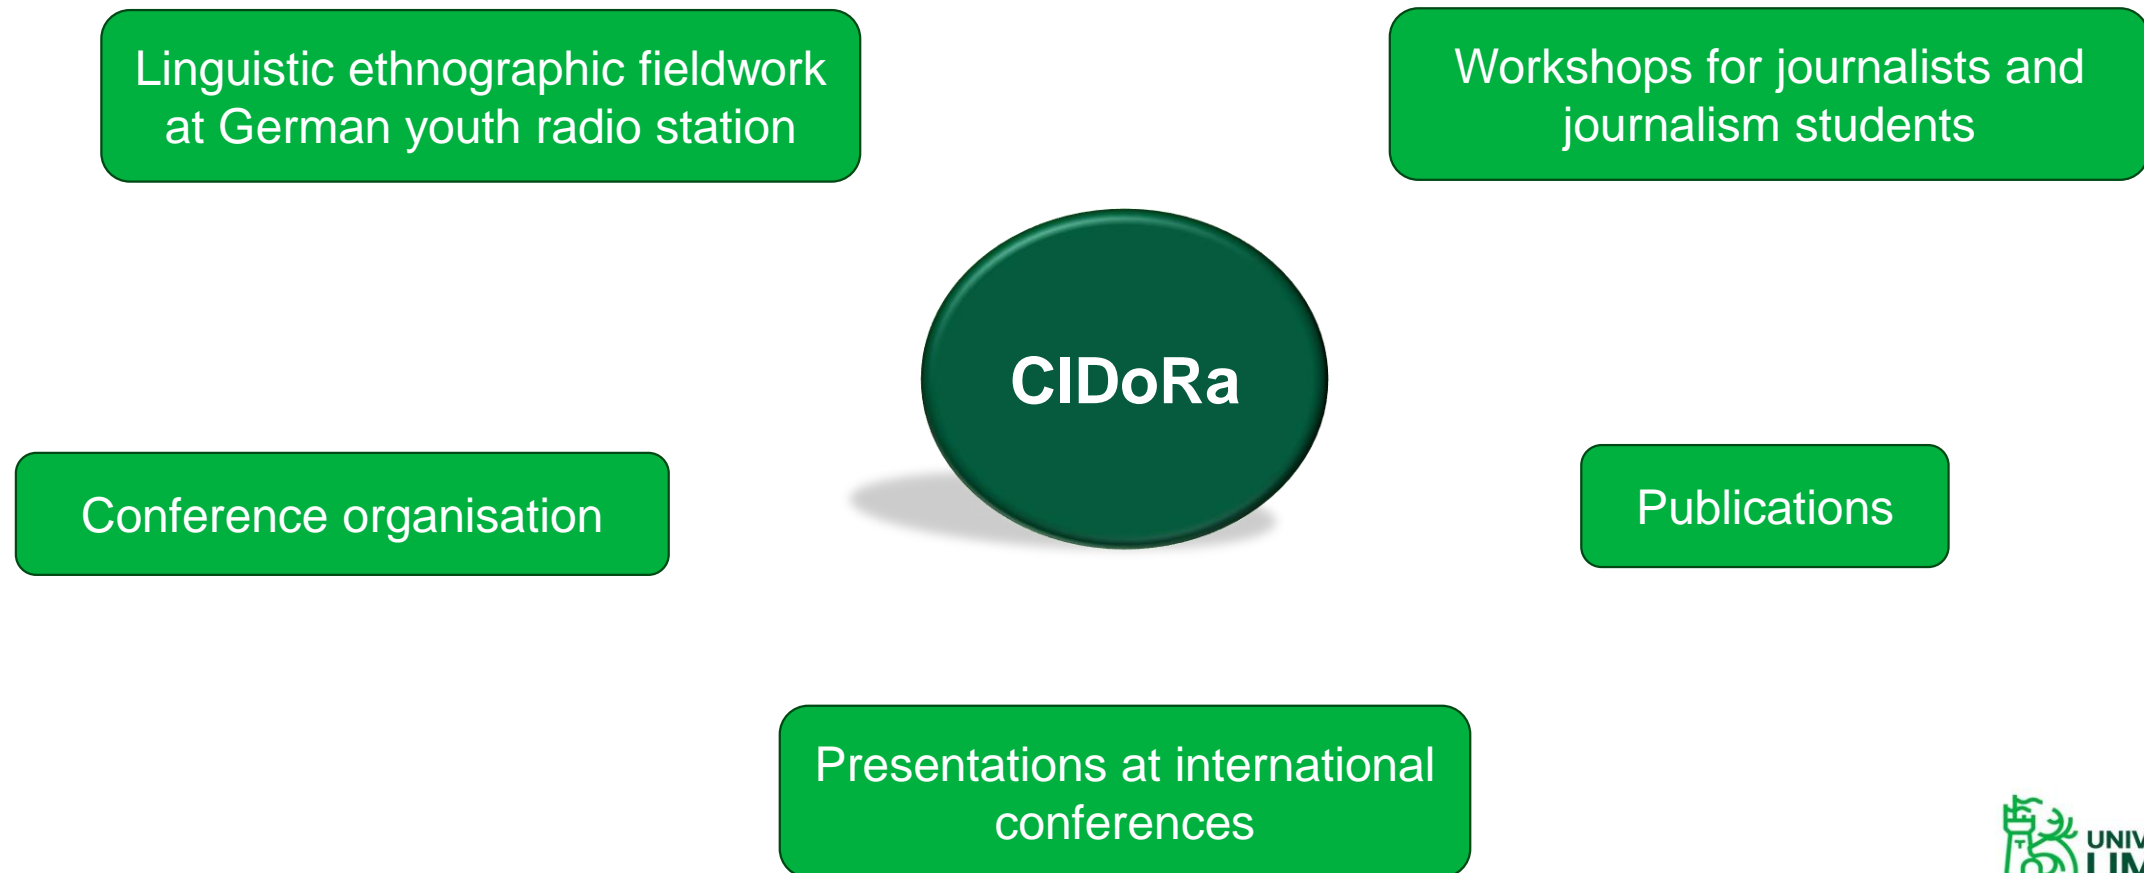 Linguistic ethnographic fieldwork
at German youth radio station
Workshops for journalists and
journalism students
CIDoRa
Conference organisation
Publications
Presentations at international
conferences